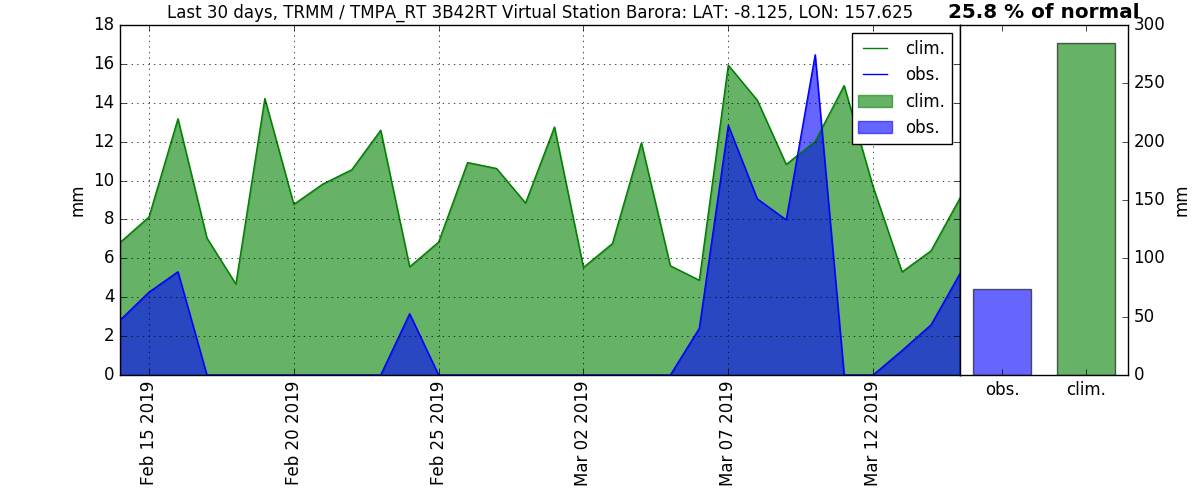 Last 30 days, TRMM / TMPA_RT 3B42RT Virtual Station Barora: LAT: -8.125, LON: 157.625
25.8 % of normal
18
16
14
12
10
8
6
4
2
0
mm
clim.
obs.
clim.
obs.
300
250
200
150
100
50
0
mm
Feb 15 2019
Feb 20 2019
Feb 25 2019
Mar 02 2019
Mar 07 2019
Mar 12 2019
obs.
clim.